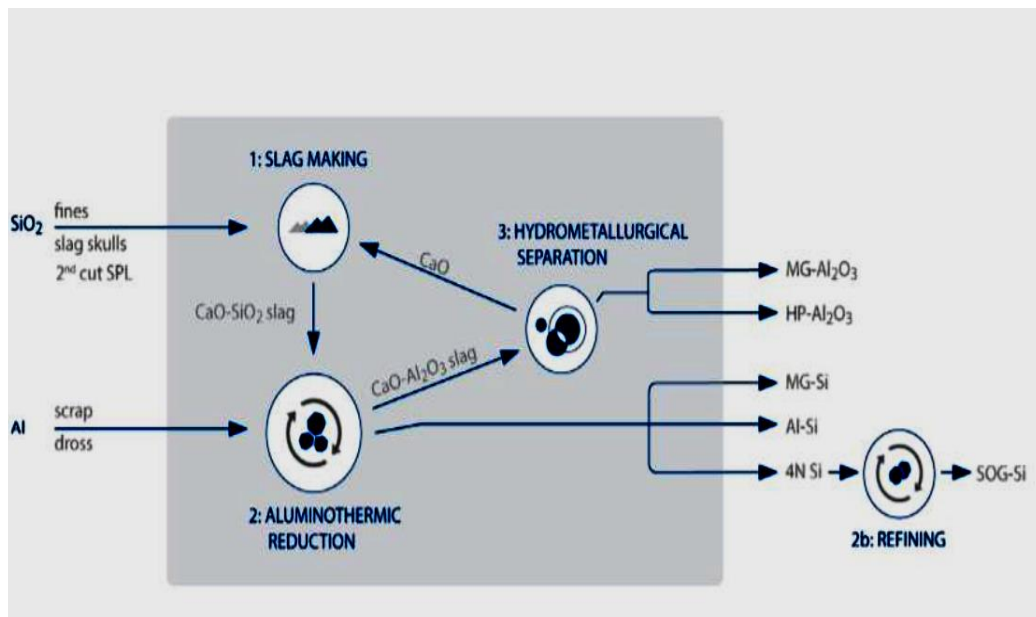 1: SLAG MAKING
SiO₂
fines
slag skulls
2ⁿᵈ cut SPL
3: HYDROMETALLURGICAL
SEPARATION
CaO
MG-Al₂O₃
HP-Al₂O₃
CaO-SiO₂ slag
CaO-Al₂O₃ slag
MG-Si
Al
scrap
dross
Al-Si
4N Si
SOG-Si
2: ALUMINOTHERMIC
REDUCTION
2b: REFINING